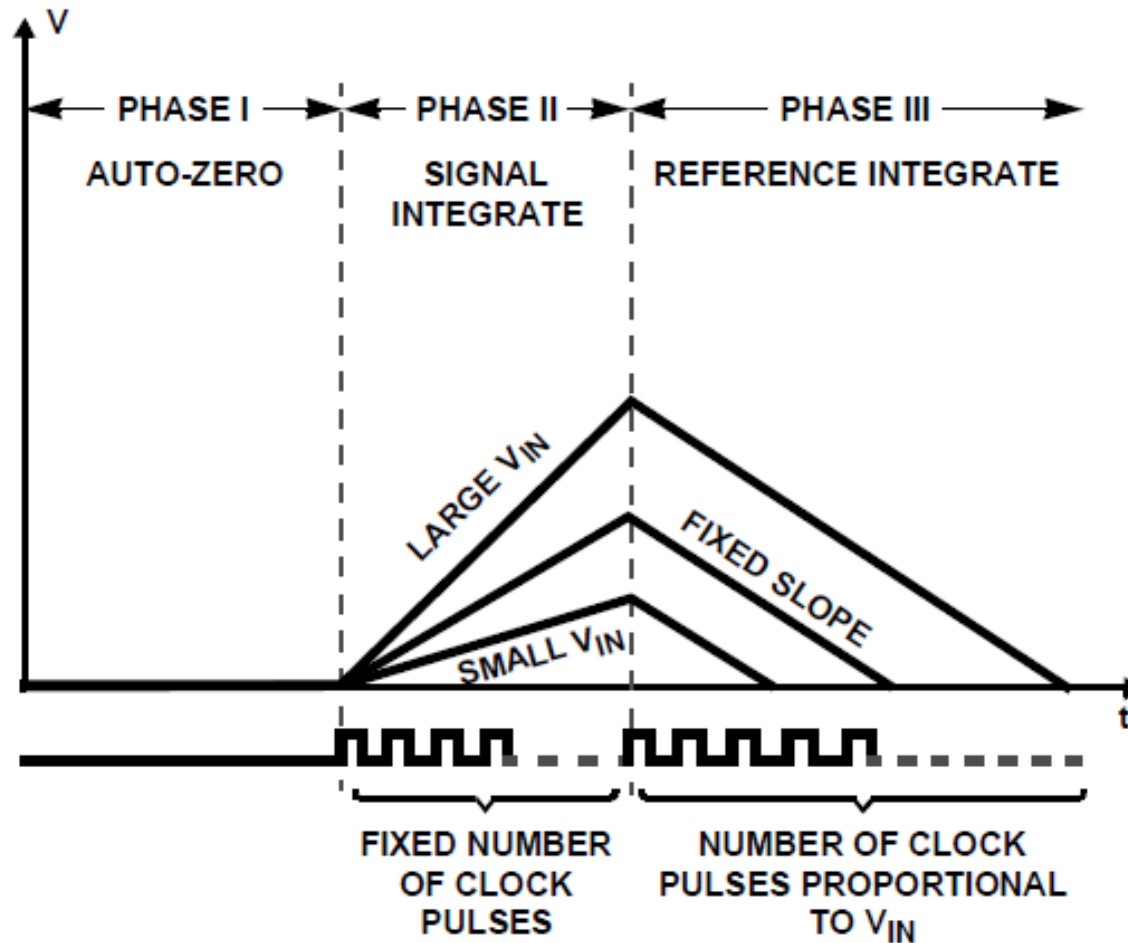 V
PHASE I
PHASE II
PHASE III
AUTO-ZERO
SIGNAL
INTEGRATE
REFERENCE INTEGRATE
LARGE VIN
FIXED SLOPE
SMALL VIN
t
FIXED NUMBER
OF CLOCK
PULSES
NUMBER OF CLOCK
PULSES PROPORTIONAL
TO VIN